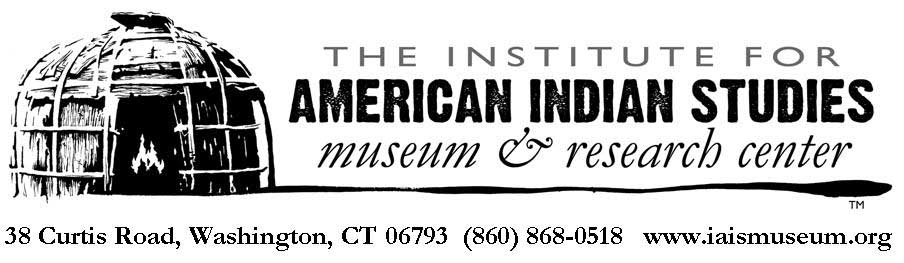 THE INSTITUTE FOR
AMERICAN INDIAN STUDIES
museum & research center
TM
38 Curtis Road, Washington, CT 06793 (860) 868-0518 www.iaismuseum.org